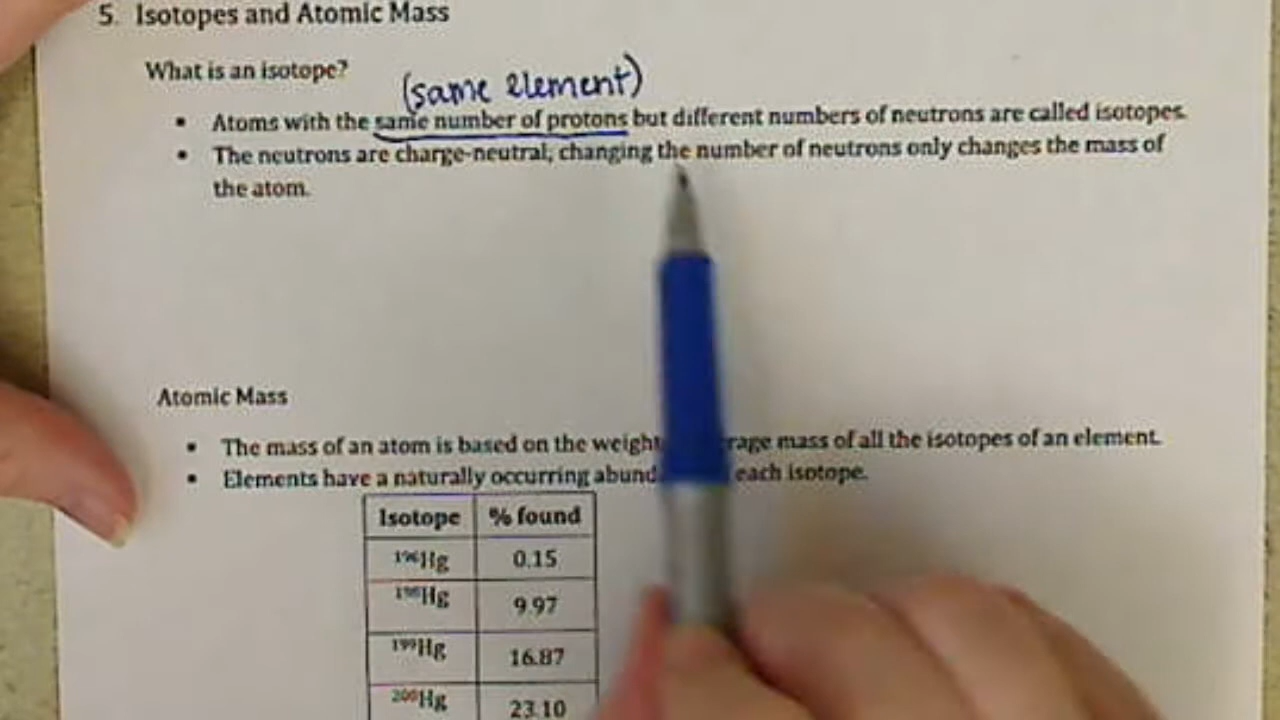 5. Isotopes and Atomic Mass
What is an isotope?
(same element)
Atoms with the same number of protons but different numbers of neutrons are called isotopes.
The neutrons are charge-neutral, changing the number of neutrons only changes the mass of
the atom.
Atomic Mass
The mass of an atom is based on the mass of all the isotopes of an element.
Elements have a naturally occurring each isotope.
Isotope % found
¹⁹⁶Hg 0.15
¹⁹⁸Hg 9.97
¹⁹⁹Hg 16.87
²⁰⁰Hg 23.10